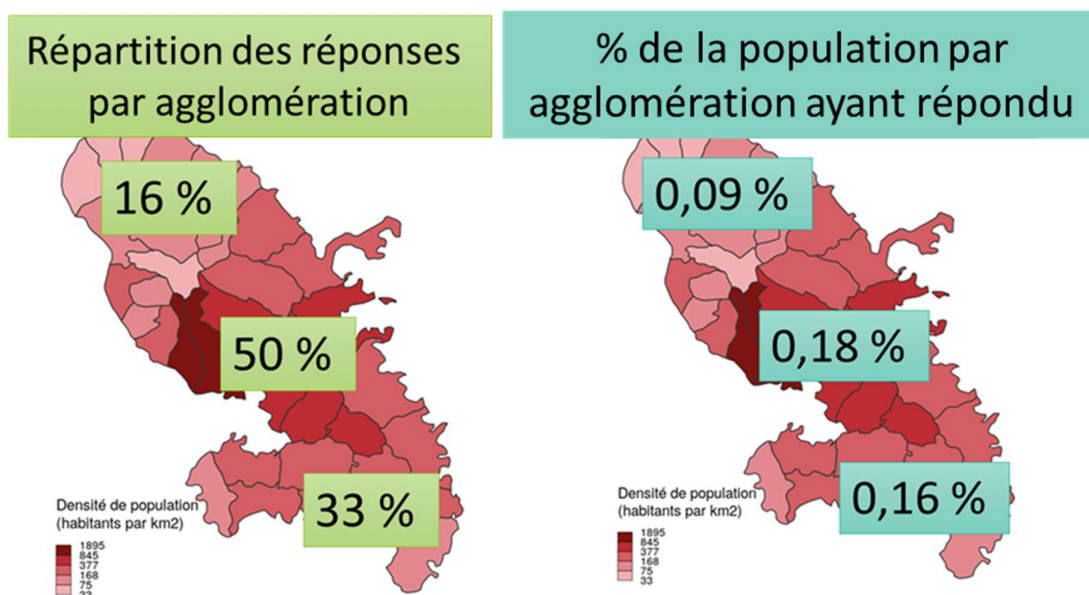 Répartition des réponses
par agglomération
16 %
50 %
33 %
Densité de population
(habitants par km2)
1895
845
377
168
75
33
% de la population par
agglomération ayant répondu
0,09 %
0,18 %
0,16 %
Densité de population
(habitants par km2)
1895
845
377
168
75
33